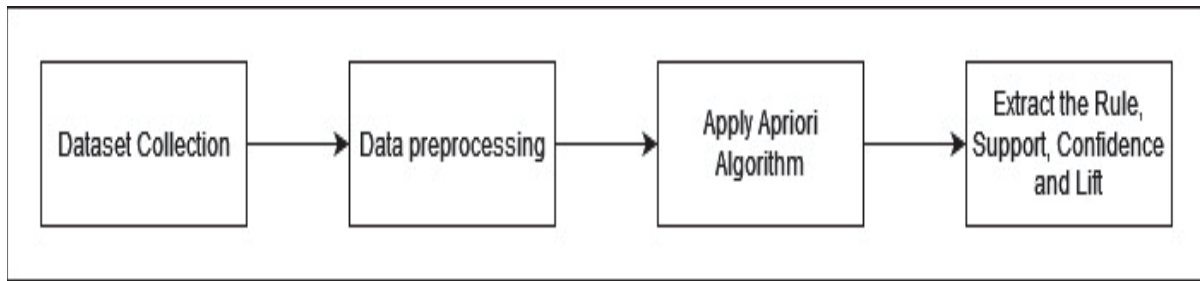 Dataset Collection
Data preprocessing
Apply Apriori
Algorithm
Extract the Rule,
Support, Confidence
and Lift